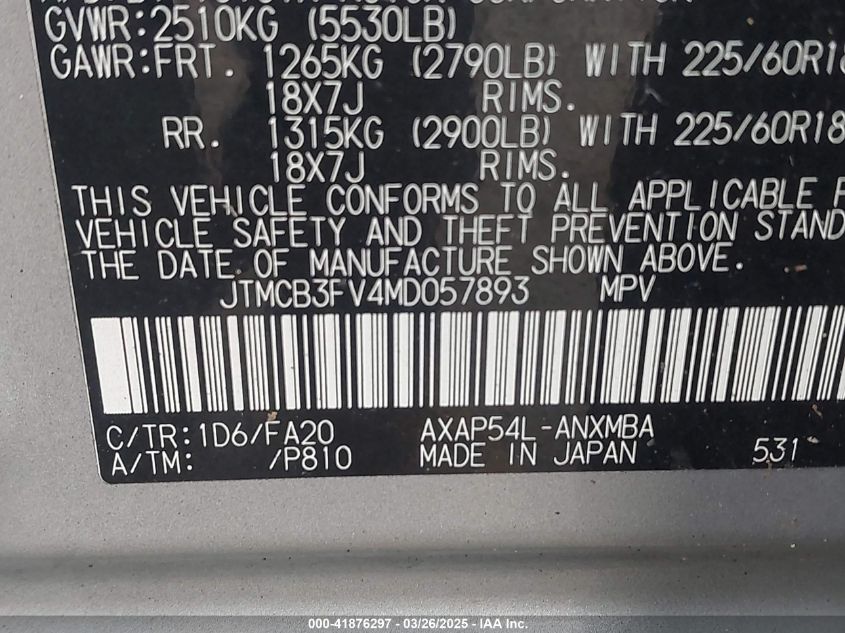 GVWR:2510KG (5530LB)
GAWR:FRT. 1265KG (2790LB) WITH 225/60R18
18X7J RIMS.
RR. 1315KG (2900LB) WITH 225/60R18
18X7J RIMS.
THIS VEHICLE CONFORMS TO ALL APPLICABLE
VEHICLE SAFETY AND THEFT PREVENTION STAND
THE DATE OF MANUFACTURE SHOWN ABOVE.
JTMCB3FV4MD057893 MPV
C/TR:1D6/FA20 AXAP54L-ANXMBA
A/TM: /P810 MADE IN JAPAN 531
000-41876297 - 03/26/2025 - IAA Inc.